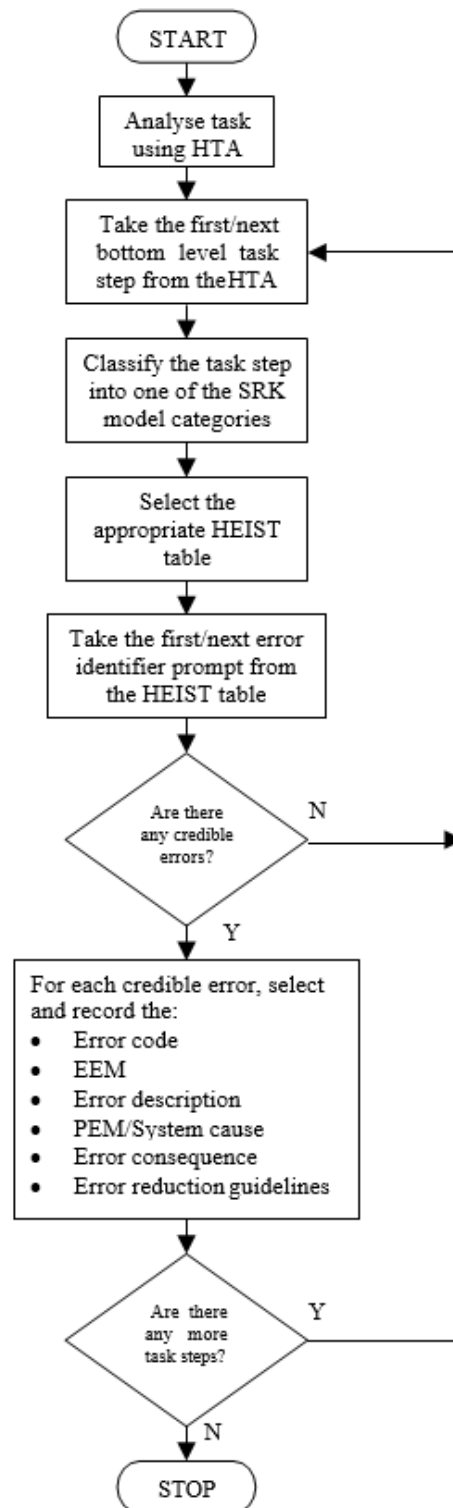 START
Analyse task
using HTA
Take the first/next
bottom level task
step from theHTA
Classify the task step
into one of the SRK
model categories
Select the
appropriate HEIST
table
Take the first/next error
identifier prompt from
the HEIST table
Are there
any credible
errors?
N
Y
For each credible error, select
and record the:
• Error code
• EEM
• Error description
• PEM/System cause
• Error consequence
• Error reduction guidelines
Are there
any more
task steps?
Y
N
STOP